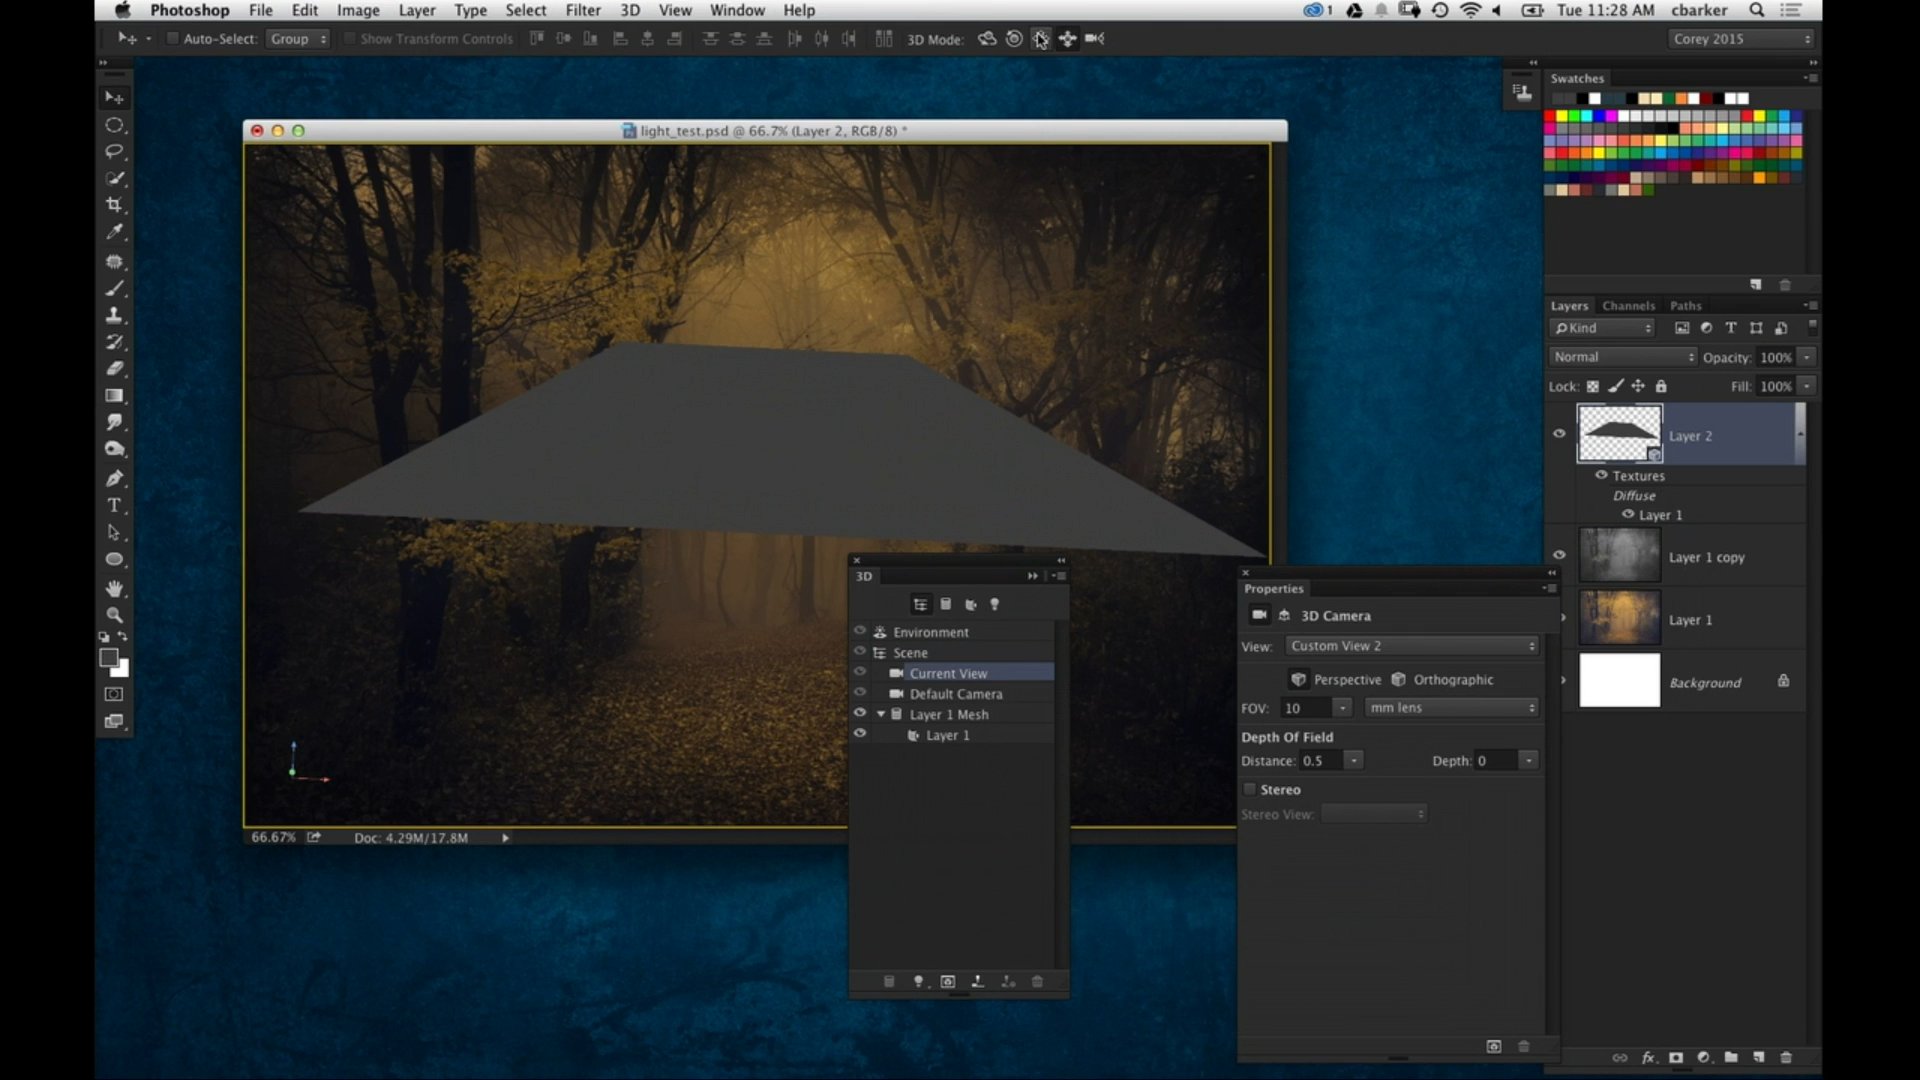 Photoshop File Edit Image Layer Type Select Filter 3D View Window Help 1 Tue 11:28 AM cbarker
Auto-Select: Group Show Transform Controls 3D Mode: Corey 2015
light_test.psd @ 66.7% (Layer 2, RGB/8) *
Swatches
Layers Channels Paths
Kind
Normal Opacity: 100%
Lock: Fill: 100%
Layer 2
Textures
Diffuse
Layer 1
Layer 1 copy
Layer 1
Background
3D
Environment
Scene
Current View
Default Camera
Layer 1 Mesh
Layer 1
Properties
3D Camera
View: Custom View 2
Perspective Orthographic
FOV: 10 mm lens
Depth Of Field
Distance: 0.5 Depth: 0
Stereo
Stereo View:
66.67% Doc: 4.29M/17.8M